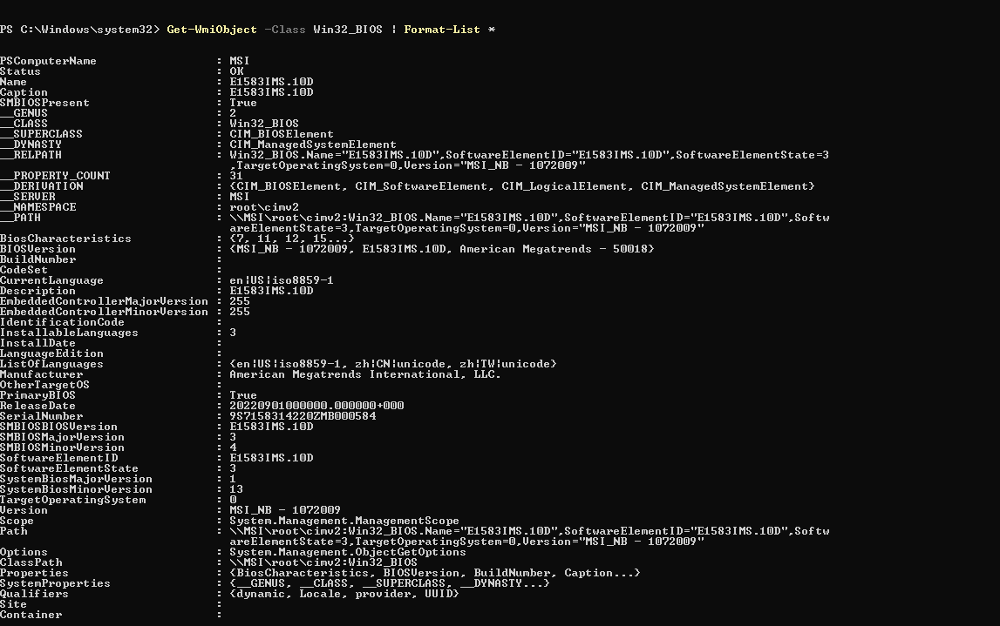 PS C:\Windows\system32> Get-WmiObject -Class Win32_BIOS | Format-List *
PSComputerName : MSI
Status : OK
Name : E1583IMS.10D
Caption : E1583IMS.10D
SMBIOSPresent : True
__GENUS : 2
__CLASS : Win32_BIOS
__SUPERCLASS : CIM_BIOSElement
__DYNASTY : CIM_ManagedSystemElement
__RELPATH : Win32_BIOS.Name="E1583IMS.10D",SoftwareElementID="E1583IMS.10D",SoftwareElementState=3
,TargetOperatingSystem=0,Version="MSI_NB - 1072009"
__PROPERTY_COUNT : 31
__DERIVATION : {CIM_BIOSElement, CIM_SoftwareElement, CIM_LogicalElement, CIM_ManagedSystemElement}
__SERVER : MSI
__NAMESPACE : root\cimv2
__PATH : \\MSI\root\cimv2:Win32_BIOS.Name="E1583IMS.10D",SoftwareElementID="E1583IMS.10D",Softw
areElementState=3,TargetOperatingSystem=0,Version="MSI_NB - 1072009"
BiosCharacteristics : {7, 11, 12, 15...}
BIOSVersion : {MSI_NB - 1072009, E1583IMS.10D, American Megatrends - 50018}
BuildNumber :
CodeSet :
CurrentLanguage : en|US|iso8859-1
Description : E1583IMS.10D
EmbeddedControllerMajorVersion : 255
EmbeddedControllerMinorVersion : 255
IdentificationCode :
InstallableLanguages : 3
InstallDate :
LanguageEdition :
ListOfLanguages : {en|US|iso8859-1, zh|CN|unicode, zh|TW|unicode}
Manufacturer : American Megatrends International, LLC.
OtherTargetOS :
PrimaryBIOS : True
ReleaseDate : 20220901000000.000000+000
SerialNumber : 9S7158314220ZMB000584
SMBIOSBIOSVersion : E1583IMS.10D
SMBIOSMajorVersion : 3
SMBIOSMinorVersion : 4
SoftwareElementID : E1583IMS.10D
SoftwareElementState : 3
SystemBiosMajorVersion : 1
SystemBiosMinorVersion : 13
TargetOperatingSystem : 0
Version : MSI_NB - 1072009
Scope : System.Management.ManagementScope
Path : \\MSI\root\cimv2:Win32_BIOS.Name="E1583IMS.10D",SoftwareElementID="E1583IMS.10D",Softw
areElementState=3,TargetOperatingSystem=0,Version="MSI_NB - 1072009"
Options : System.Management.ObjectGetOptions
ClassPath : \\MSI\root\cimv2:Win32_BIOS
Properties : {BiosCharacteristics, BIOSVersion, BuildNumber, Caption...}
SystemProperties : {__GENUS, __CLASS, __SUPERCLASS, __DYNASTY...}
Qualifiers : {dynamic, Locale, provider, UUID}
Site :
Container :